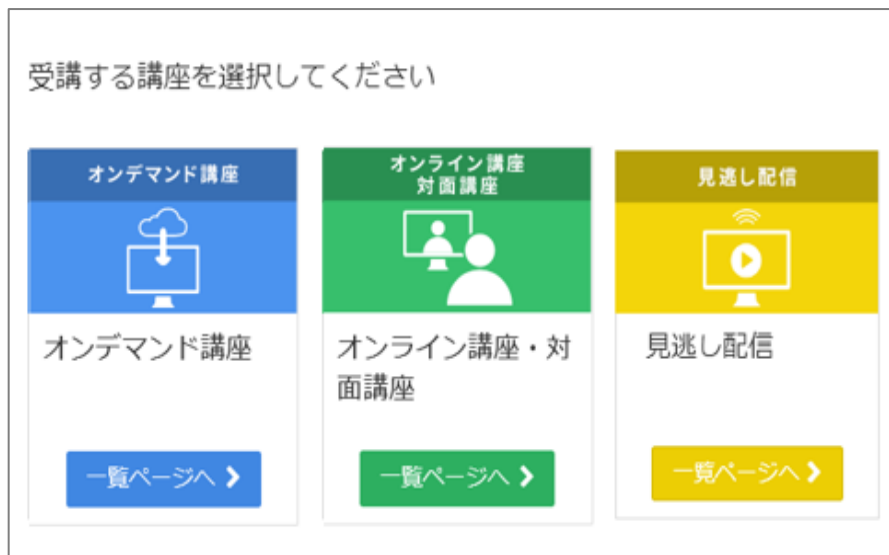 受講する講座を選択してください
オンデマンド講座
オンライン講座
対面講座
見逃し配信
オンデマンド講座
オンライン講座・対
面講座
見逃し配信
一覧ページへ
一覧ページへ
一覧ページへ